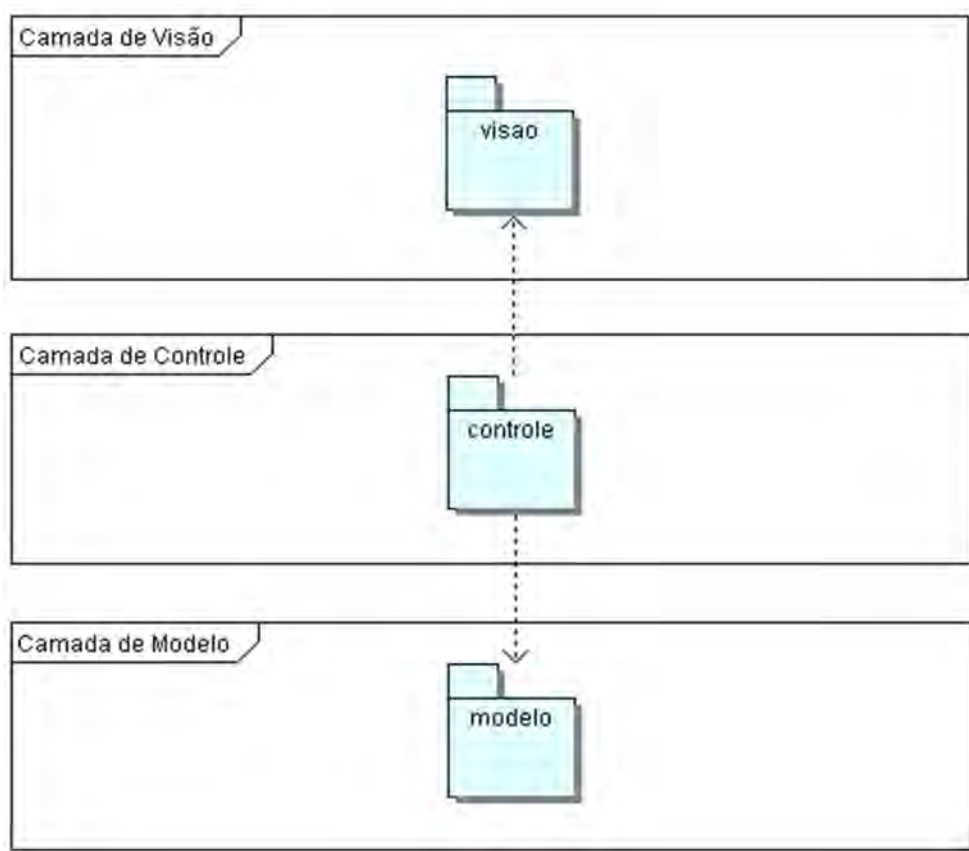 Camada de Visão
visao
Camada de Controle
controle
Camada de Modelo
modelo